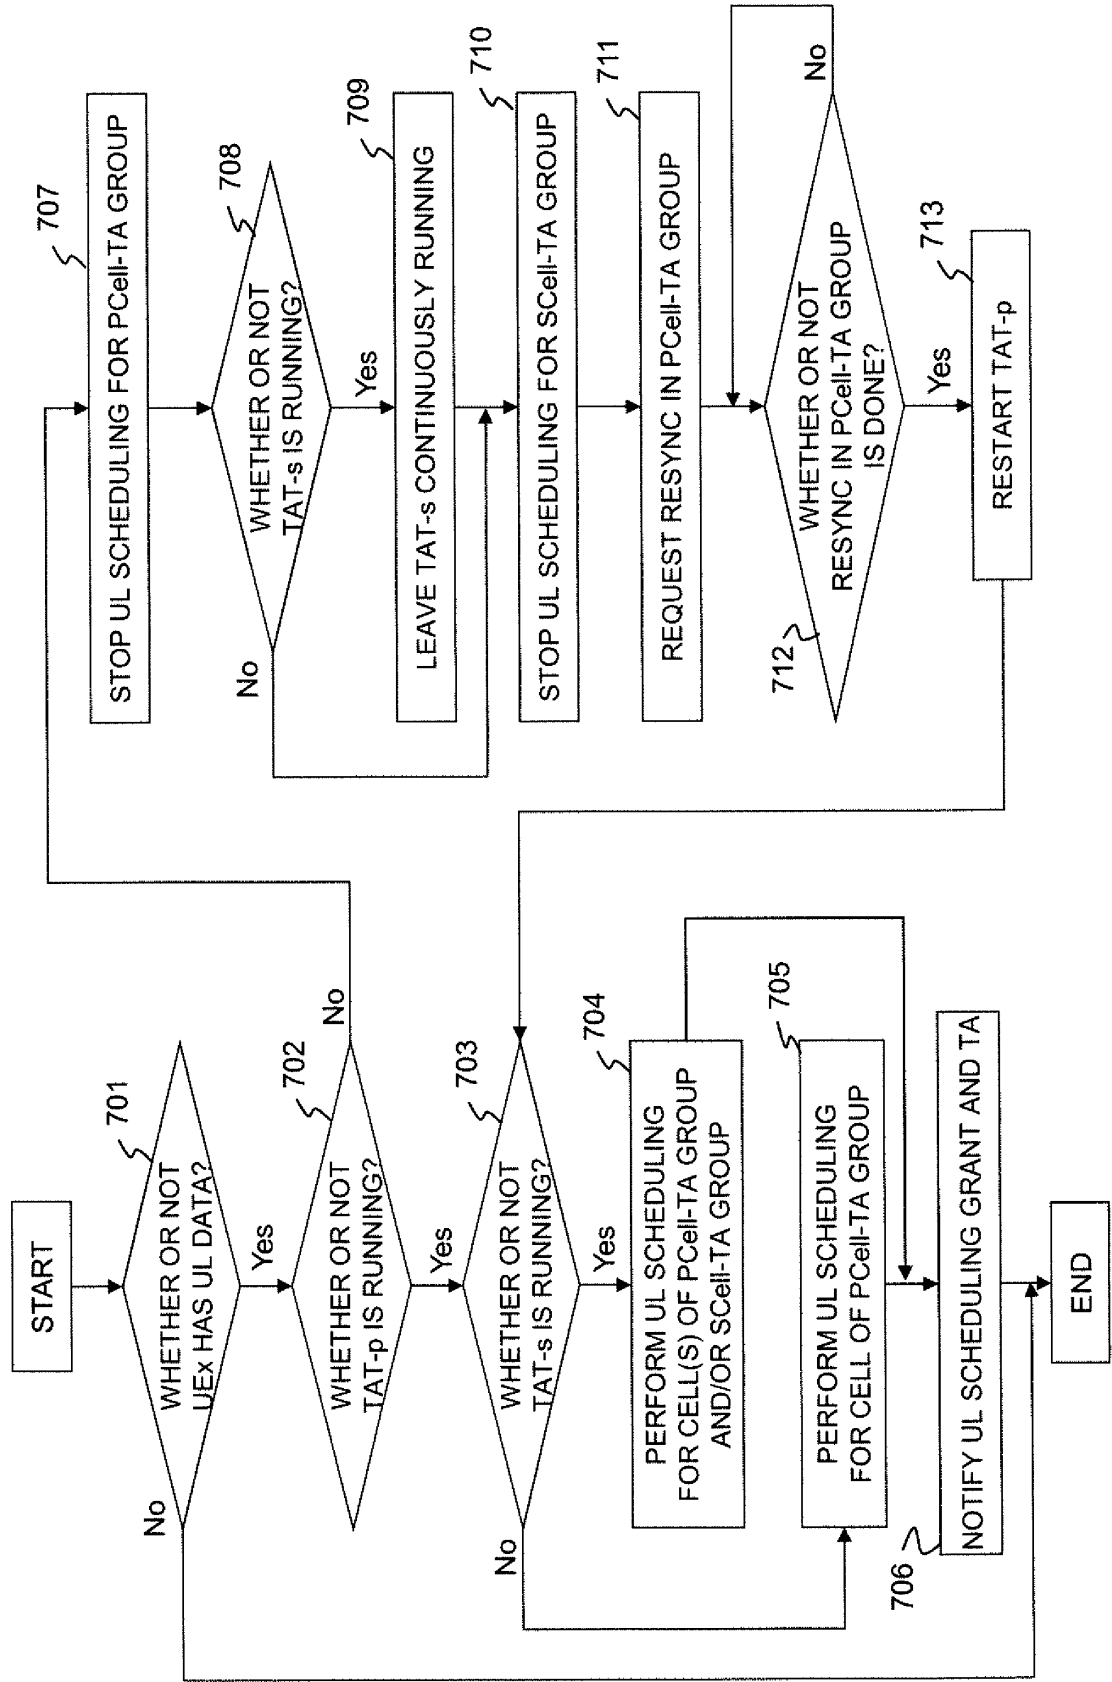 START
701
WHETHER OR NOT
UEx HAS UL DATA?
No
Yes
702
WHETHER OR NOT
TAT-p IS RUNNING?
No
Yes
703
WHETHER OR NOT
TAT-s IS RUNNING?
No
Yes
704
PERFORM UL SCHEDULING
FOR CELL(S) OF PCell-TA GROUP
AND/OR SCell-TA GROUP
705
PERFORM UL SCHEDULING
FOR CELL OF PCell-TA GROUP
706
NOTIFY UL SCHEDULING GRANT AND TA
END
707
STOP UL SCHEDULING FOR PCell-TA GROUP
708
WHETHER OR NOT
TAT-s IS RUNNING?
No
Yes
709
LEAVE TAT-s CONTINUOUSLY RUNNING
710
STOP UL SCHEDULING FOR SCell-TA GROUP
711
REQUEST RESYNC IN PCell-TA GROUP
712
WHETHER OR NOT
RESYNC IN PCell-TA GROUP
IS DONE?
No
Yes
713
RESTART TAT-p